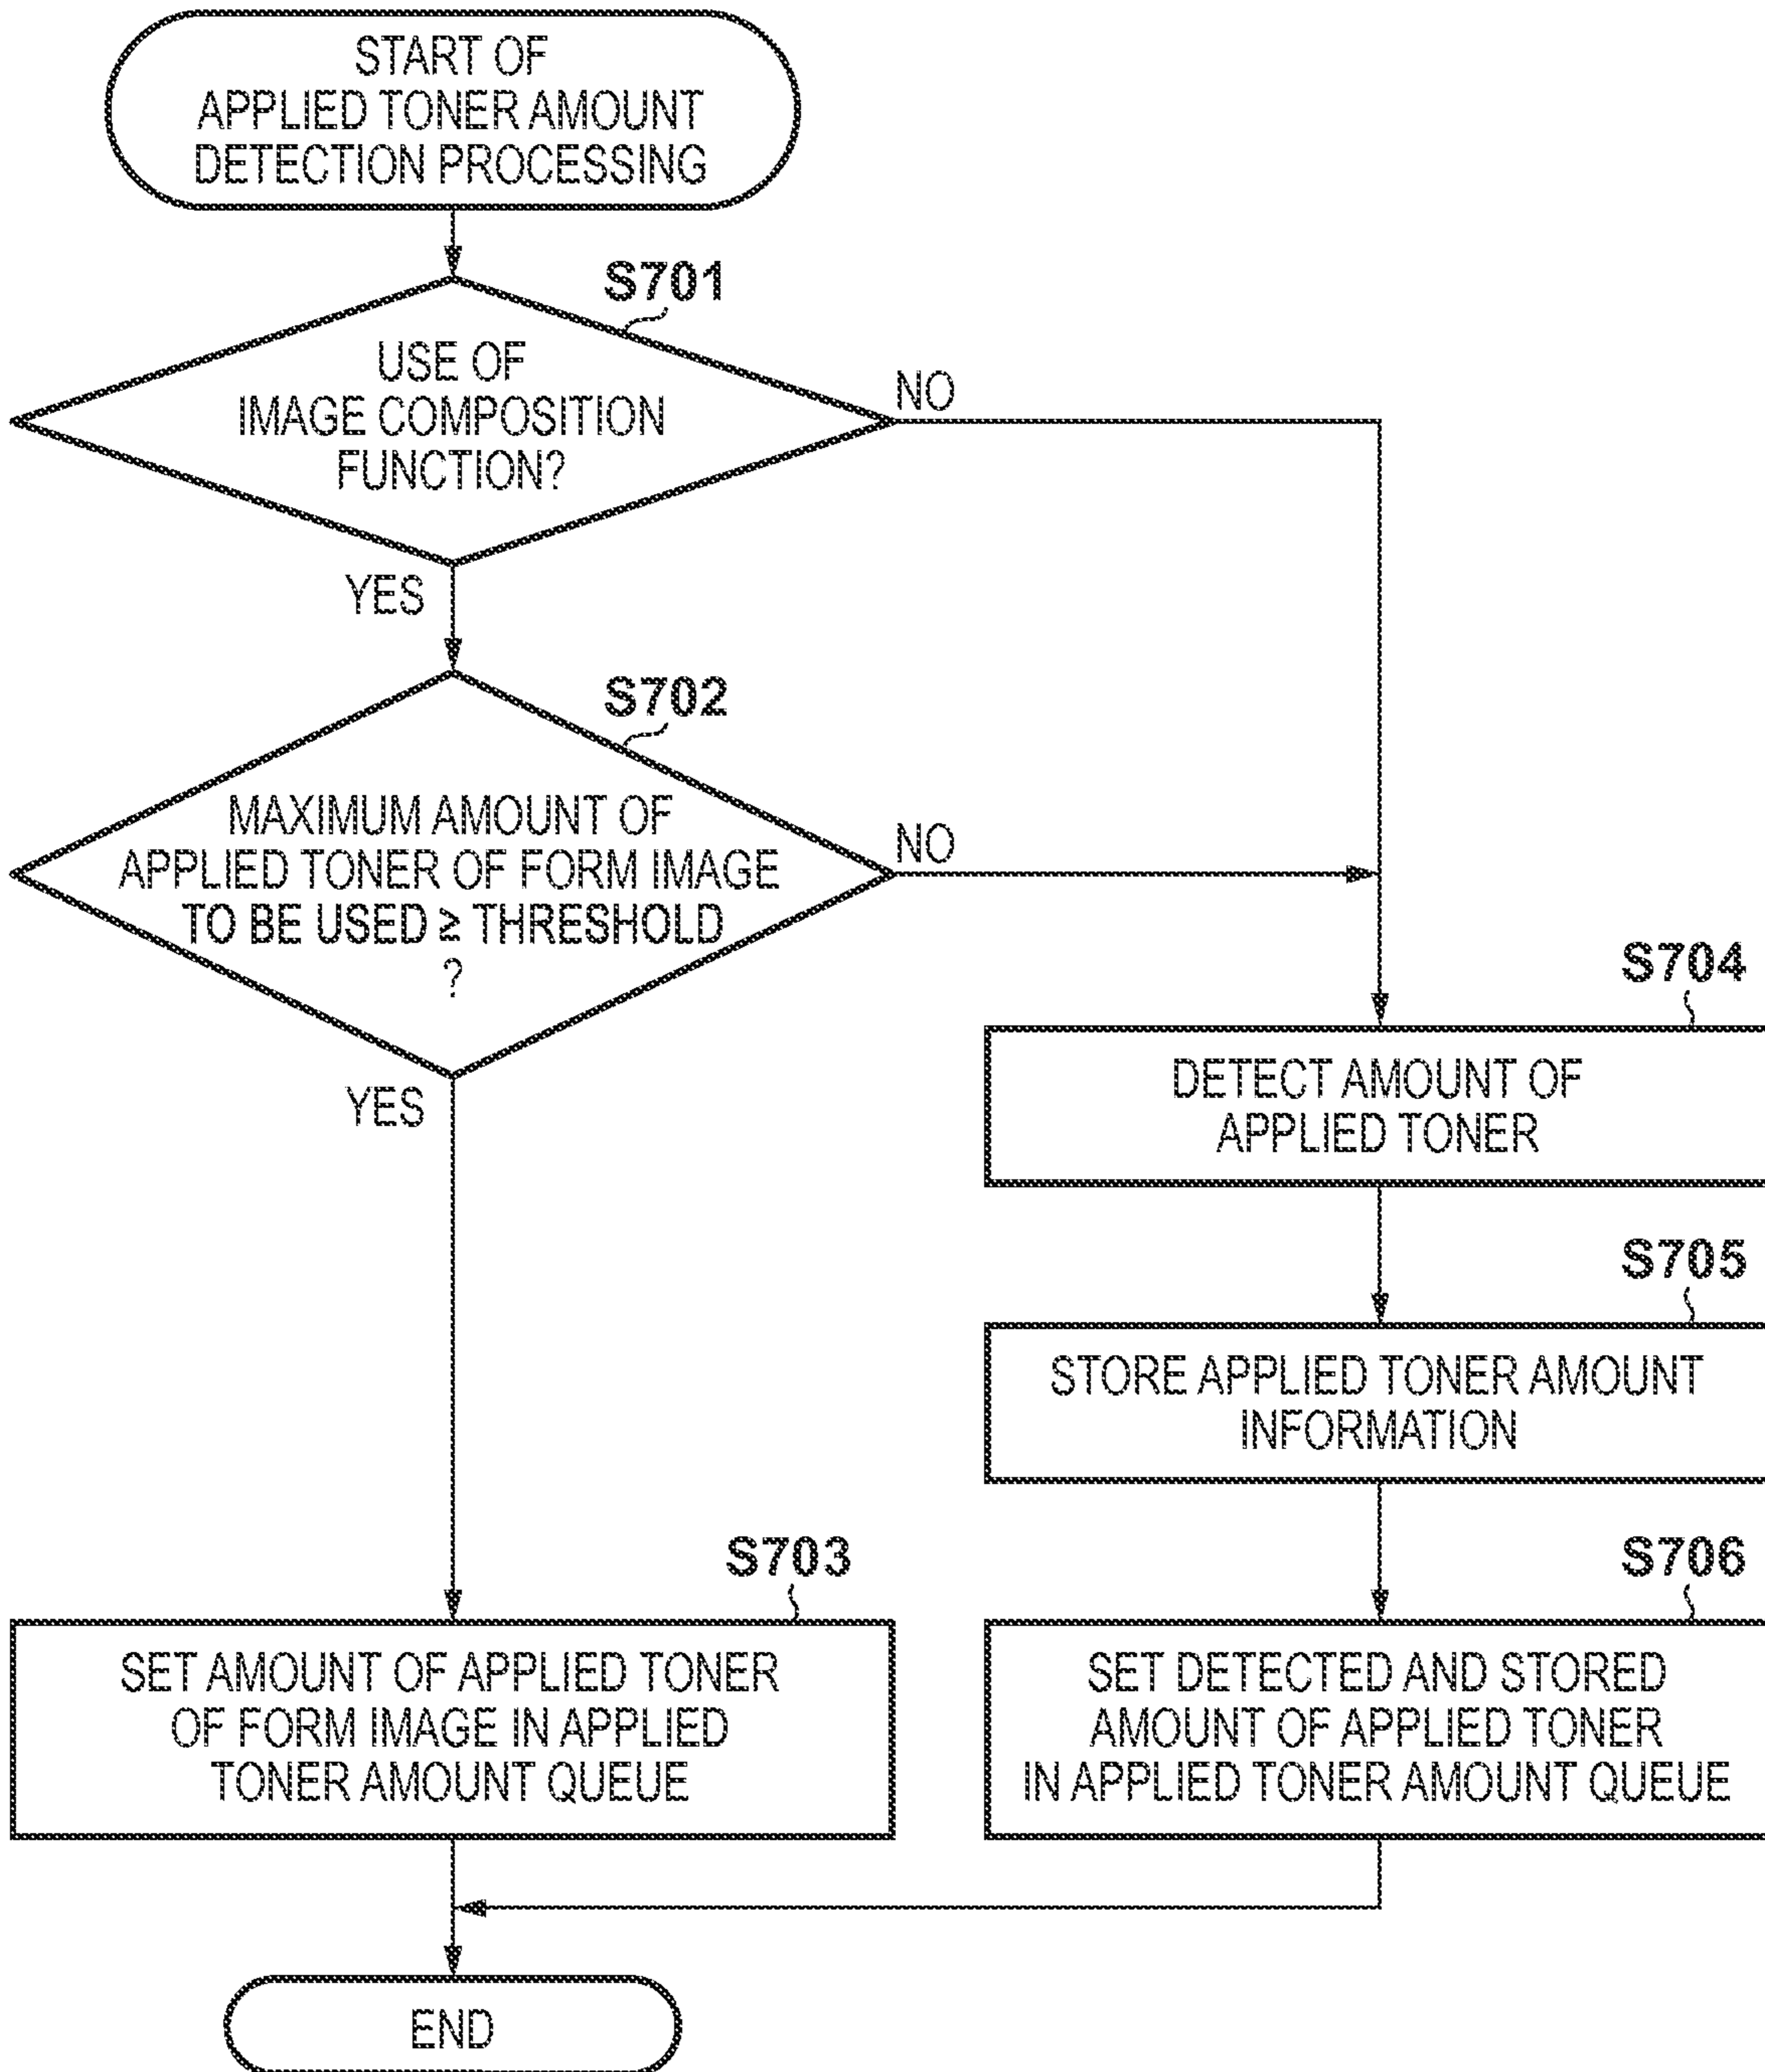 START OF
APPLIED TONER AMOUNT
DETECTION PROCESSING
S701
USE OF
IMAGE COMPOSITION
FUNCTION?
NO
YES
S702
MAXIMUM AMOUNT OF
APPLIED TONER OF FORM IMAGE
TO BE USED ≥ THRESHOLD
?
NO
YES
S704
DETECT AMOUNT OF
APPLIED TONER
S705
STORE APPLIED TONER AMOUNT
INFORMATION
S703
SET AMOUNT OF APPLIED TONER
OF FORM IMAGE IN APPLIED
TONER AMOUNT QUEUE
S706
SET DETECTED AND STORED
AMOUNT OF APPLIED TONER
IN APPLIED TONER AMOUNT QUEUE
END